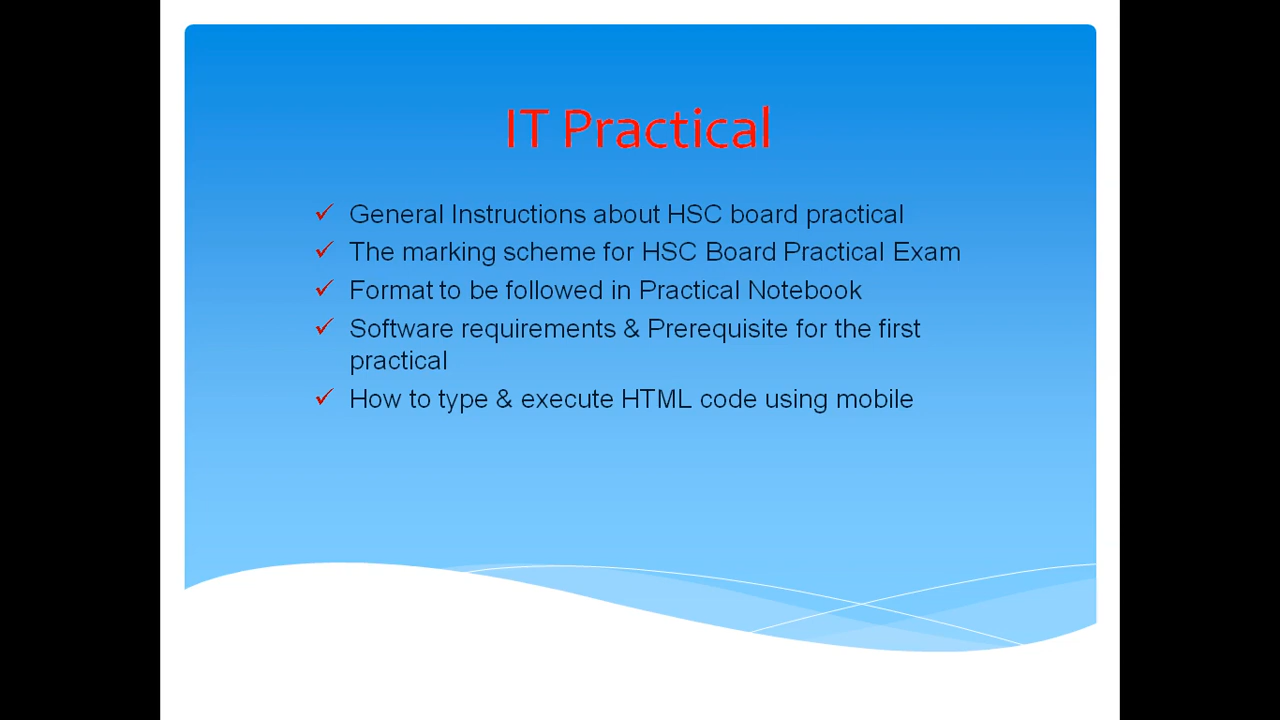 IT Practical
✓ General Instructions about HSC board practical
✓ The marking scheme for HSC Board Practical Exam
✓ Format to be followed in Practical Notebook
✓ Software requirements & Prerequisite for the first
practical
✓ How to type & execute HTML code using mobile